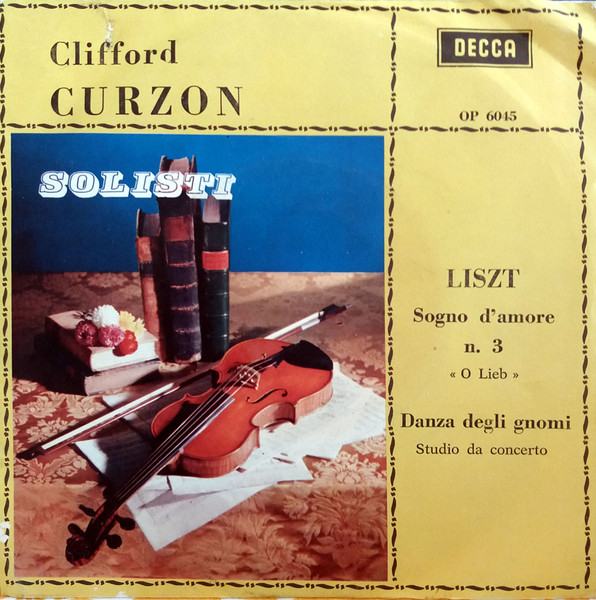 Clifford
CURZON
DECCA
OP 6045
SOLISTI
LISZT
Sogno d'amore
n. 3
« O Lieb »
Danza degli gnomi
Studio da concerto